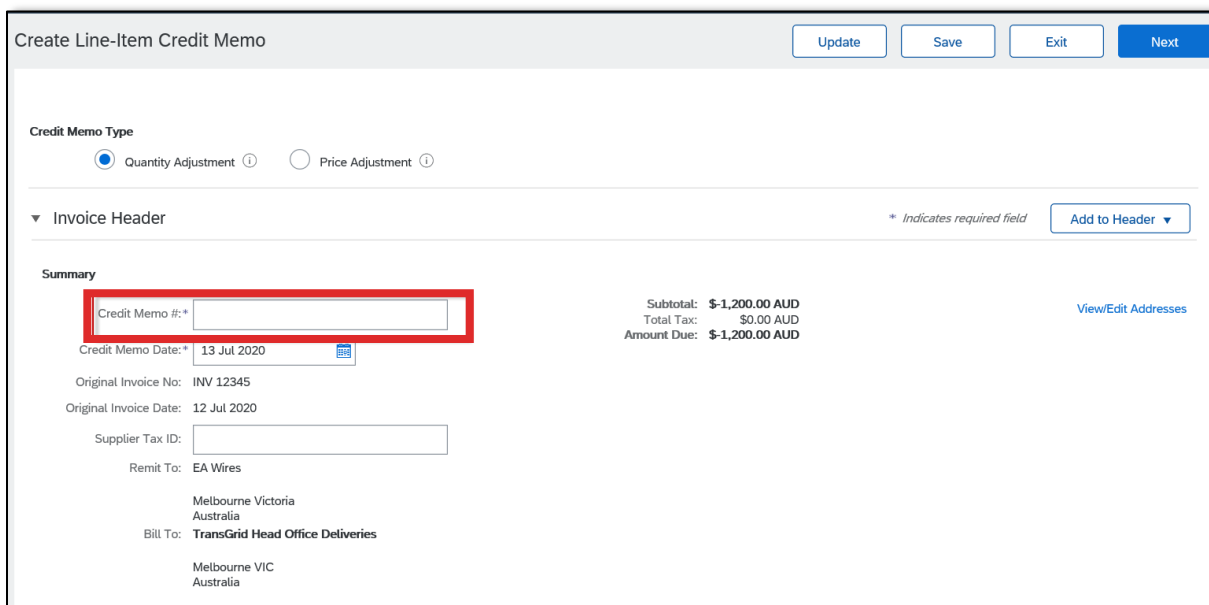 Create Line-Item Credit Memo
Update Save Exit Next
Credit Memo Type
Quantity Adjustment Price Adjustment
Invoice Header
* Indicates required field
Add to Header
Summary
Credit Memo #:*
Credit Memo Date:* 13 Jul 2020
Original Invoice No: INV 12345
Original Invoice Date: 12 Jul 2020
Supplier Tax ID:
Remit To: EA Wires
Melbourne Victoria
Australia
Bill To: TransGrid Head Office Deliveries
Melbourne VIC
Australia
Subtotal: $-1,200.00 AUD
Total Tax: $0.00 AUD
Amount Due: $-1,200.00 AUD
View/Edit Addresses